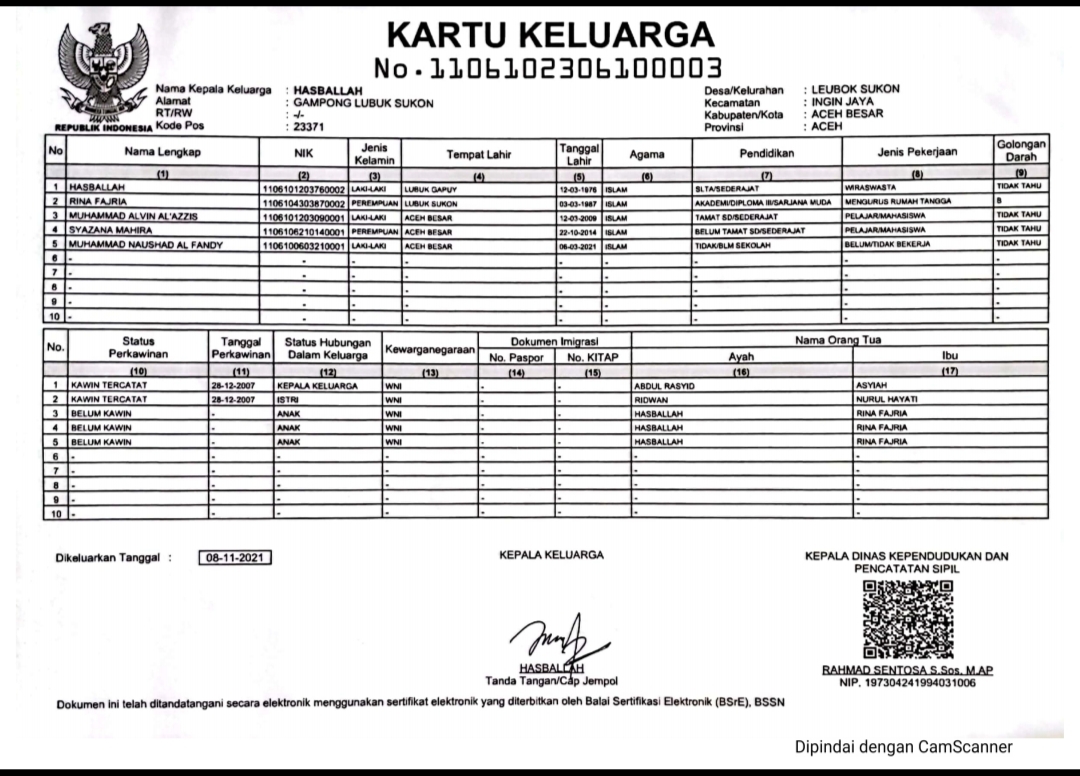 KARTU KELUARGA
No. 1106102306100003
REPUBLIK INDONESIA
Nama Kepala Keluarga : HASBALLAH
Alamat : GAMPONG LUBUK SUKON
RT/RW : -/-
Kode Pos : 23371
Desa/Kelurahan : LEUBOK SUKON
Kecamatan : INGIN JAYA
Kabupaten/Kota : ACEH BESAR
Provinsi : ACEH
No Nama Lengkap NIK Jenis Kelamin Tempat Lahir Tanggal Lahir Agama Pendidikan Jenis Pekerjaan Golongan Darah
(1) (2) (3) (4) (5) (6) (7) (8) (9)
1 HASBALLAH 1106101203760002 LAKI-LAKI LUBUK GAPUY 12-03-1976 ISLAM SLTA/SEDERAJAT WIRASWASTA TIDAK TAHU
2 RINA FAJRIA 1106104303870002 PEREMPUAN LUBUK SUKON 03-03-1987 ISLAM AKADEMI/DIPLOMA III/SARJANA MUDA MENGURUS RUMAH TANGGA B
3 MUHAMMAD ALVIN AL'AZZIS 1106101203090001 LAKI-LAKI ACEH BESAR 12-03-2009 ISLAM TAMAT SD/SEDERAJAT PELAJAR/MAHASISWA TIDAK TAHU
4 SYAZANA MAHIRA 1106106210140001 PEREMPUAN ACEH BESAR 22-10-2014 ISLAM BELUM TAMAT SD/SEDERAJAT PELAJAR/MAHASISWA TIDAK TAHU
5 MUHAMMAD NAUSHAD AL FANDY 1106100603210001 LAKI-LAKI ACEH BESAR 06-03-2021 ISLAM TIDAK/BLM SEKOLAH BELUM/TIDAK BEKERJA TIDAK TAHU
6 - - - - - - - - -
7 - - - - - - - - -
8 - - - - - - - - -
9 - - - - - - - - -
10 - - - - - - - - -
No. Status Perkawinan Tanggal Perkawinan Status Hubungan Dalam Keluarga Kewarganegaraan Dokumen Imigrasi Nama Orang Tua
No. Paspor No. KITAP Ayah Ibu
(10) (11) (12) (13) (14) (15) (16) (17)
1 KAWIN TERCATAT 28-12-2007 KEPALA KELUARGA WNI - - ABDUL RASYID ASYIAH
2 KAWIN TERCATAT 28-12-2007 ISTRI WNI - - RIDWAN NURUL HAYATI
3 BELUM KAWIN - ANAK WNI - - HASBALLAH RINA FAJRIA
4 BELUM KAWIN - ANAK WNI - - HASBALLAH RINA FAJRIA
5 BELUM KAWIN - ANAK WNI - - HASBALLAH RINA FAJRIA
6 - - - - - - - -
7 - - - - - - - -
8 - - - - - - - -
9 - - - - - - - -
10 - - - - - - - -
Dikeluarkan Tanggal : 08-11-2021
KEPALA KELUARGA
HASBALLAH
Tanda Tangan/Cap Jempol
KEPALA DINAS KEPENDUDUKAN DAN
PENCATATAN SIPIL
RAHMAD SENTOSA S.Sos, M.AP
NIP. 197304241994031006
Dokumen ini telah ditandatangani secara elektronik menggunakan sertifikat elektronik yang diterbitkan oleh Balai Sertifikasi Elektronik (BSrE), BSSN
Dipindai dengan CamScanner